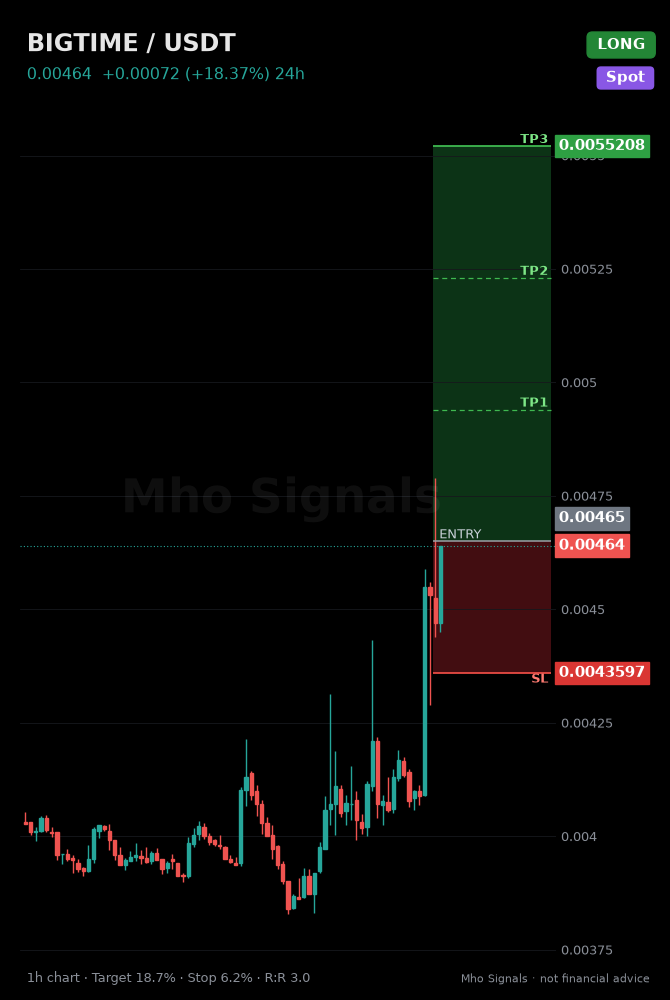 BIGTIME / USDT
LONG
0.00464 +0.00072 (+18.37%) 24h
Spot
TP3
0.0055208
0.0055
TP2
0.00525
0.005
TP1
Mho Signals
0.00475
0.00465
ENTRY
0.00464
0.0045
0.0043597
SL
0.00425
0.004
0.00375
1h chart · Target 18.7% · Stop 6.2% · R:R 3.0
Mho Signals · not financial advice